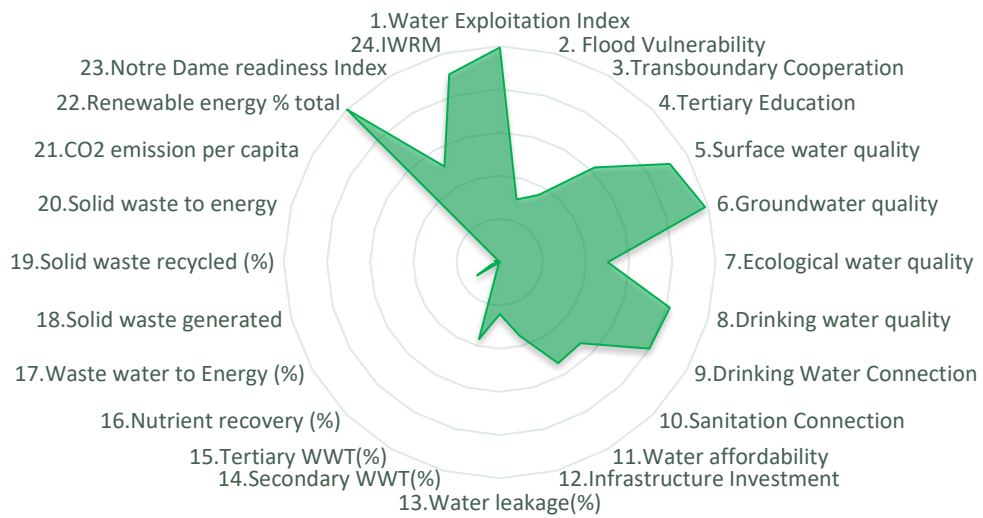 1.Water Exploitation Index
2. Flood Vulnerability
3.Transboundary Cooperation
4.Tertiary Education
5.Surface water quality
6.Groundwater quality
7.Ecological water quality
8.Drinking water quality
9.Drinking Water Connection
10.Sanitation Connection
11.Water affordability
12.Infrastructure Investment
13.Water leakage(%)
14.Secondary WWT(%)
15.Tertiary WWT(%)
16.Nutrient recovery (%)
17.Waste water to Energy (%)
18.Solid waste generated
19.Solid waste recycled (%)
20.Solid waste to energy
21.CO2 emission per capita
22.Renewable energy % total
23.Notre Dame readiness Index
24.IWRM